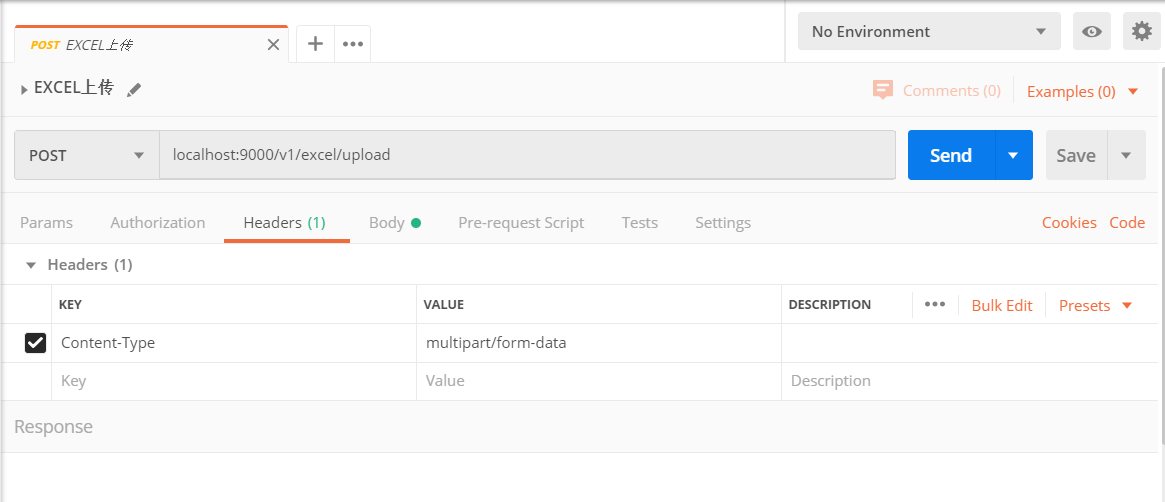 POST EXCEL上传
No Environment
EXCEL上传
Comments (0) Examples (0)
POST localhost:9000/v1/excel/upload Send Save
Params Authorization Headers (1) Body Pre-request Script Tests Settings Cookies Code
Headers (1)
KEY VALUE DESCRIPTION Bulk Edit Presets
Content-Type multipart/form-data
Key Value Description
Response